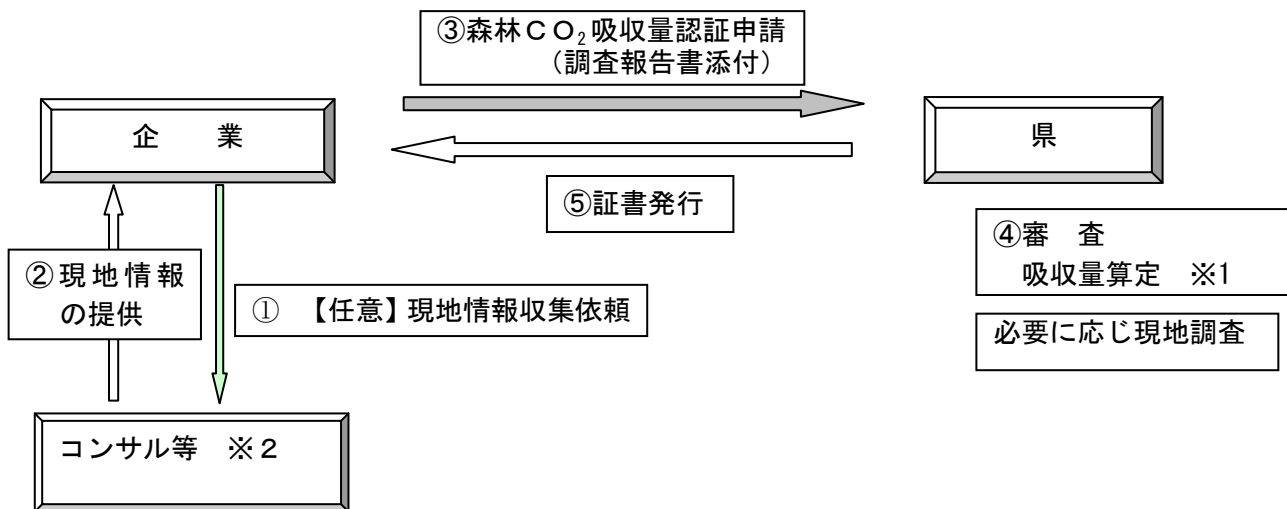 ③森林ＣＯ₂吸収量認証申請
（調査報告書添付）
企　　業
県
⑤証書発行
④審　査
吸収量算定　※1
②現地情報
の提供
①　【任意】現地情報収集依頼
必要に応じ現地調査
コンサル等　※２